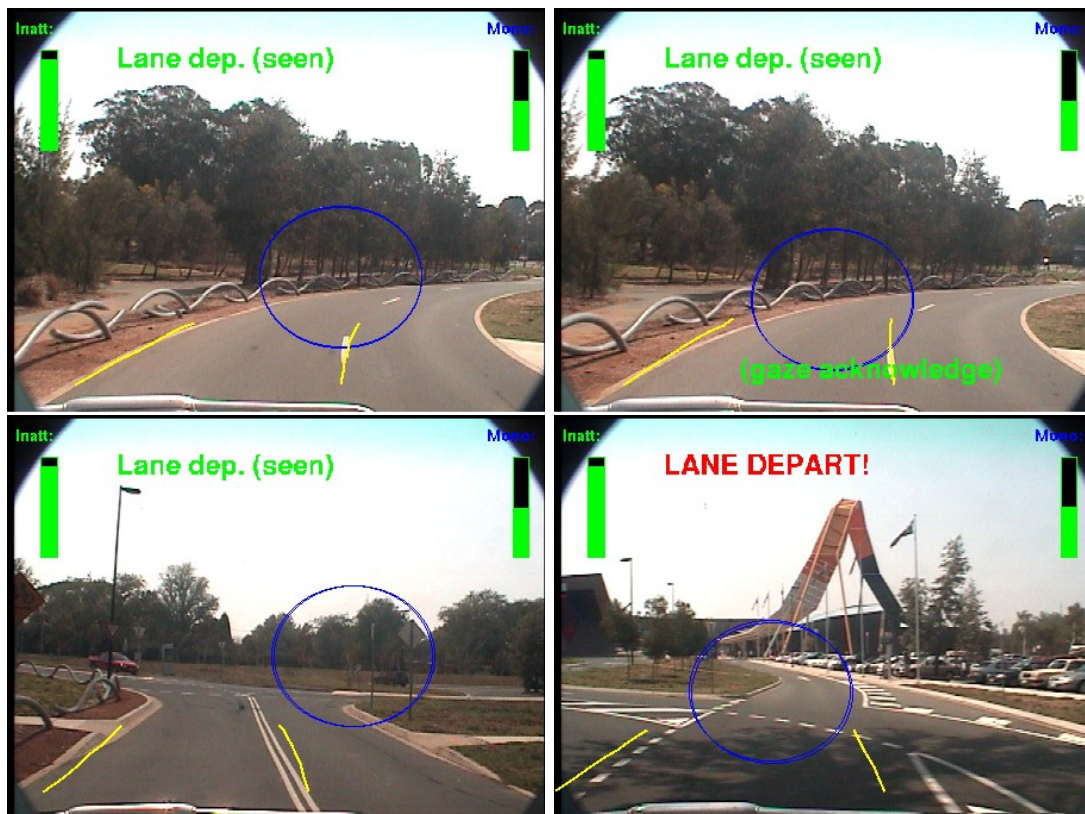 Inatt:
Mono:
Lane dep. (seen)
Inatt:
Mono:
Lane dep. (seen)
(gaze acknowledge)
Inatt:
Mono:
Lane dep. (seen)
Inatt:
Mono:
LANE DEPART!